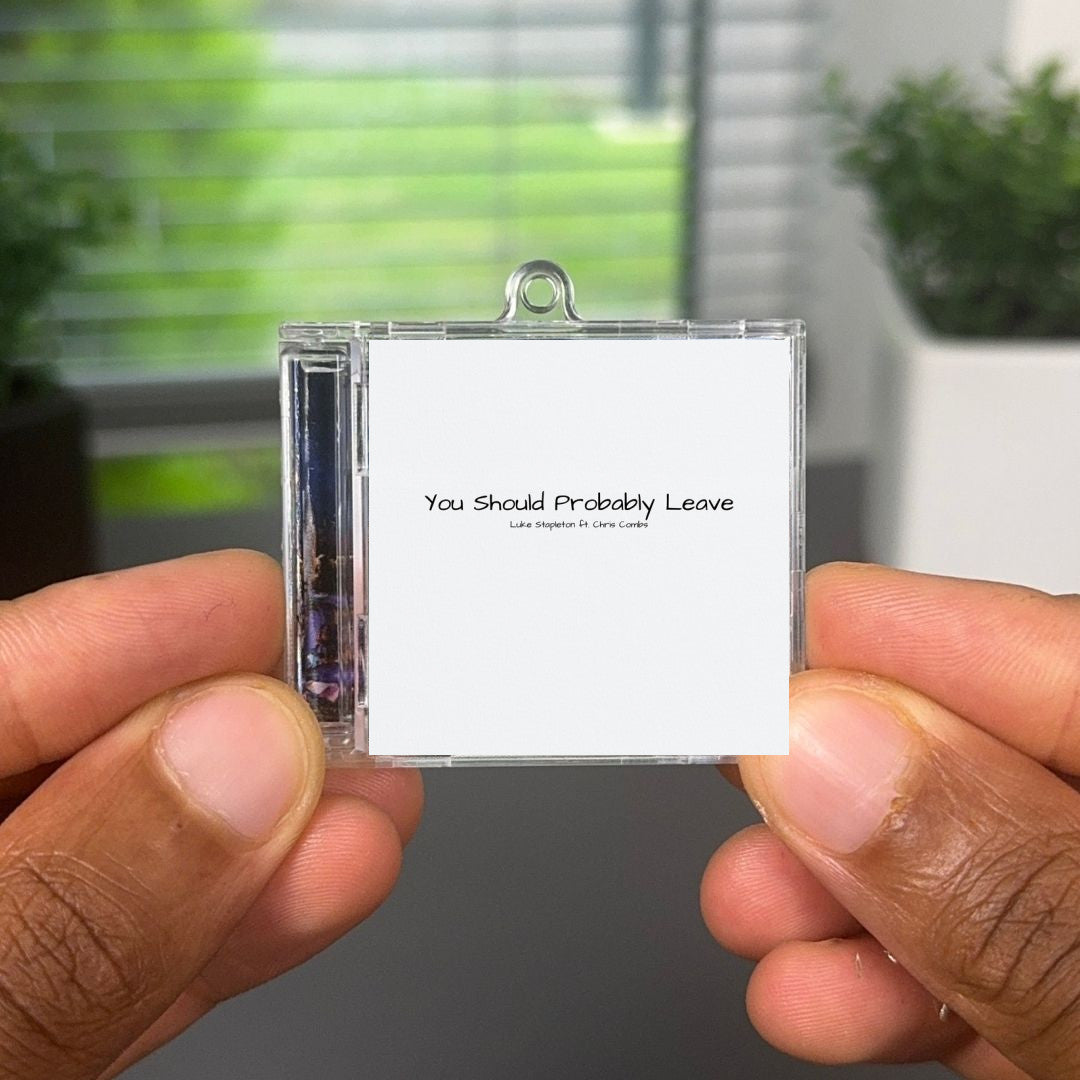 You Should Probably Leave
Luke Stapleton ft. Chris Combs